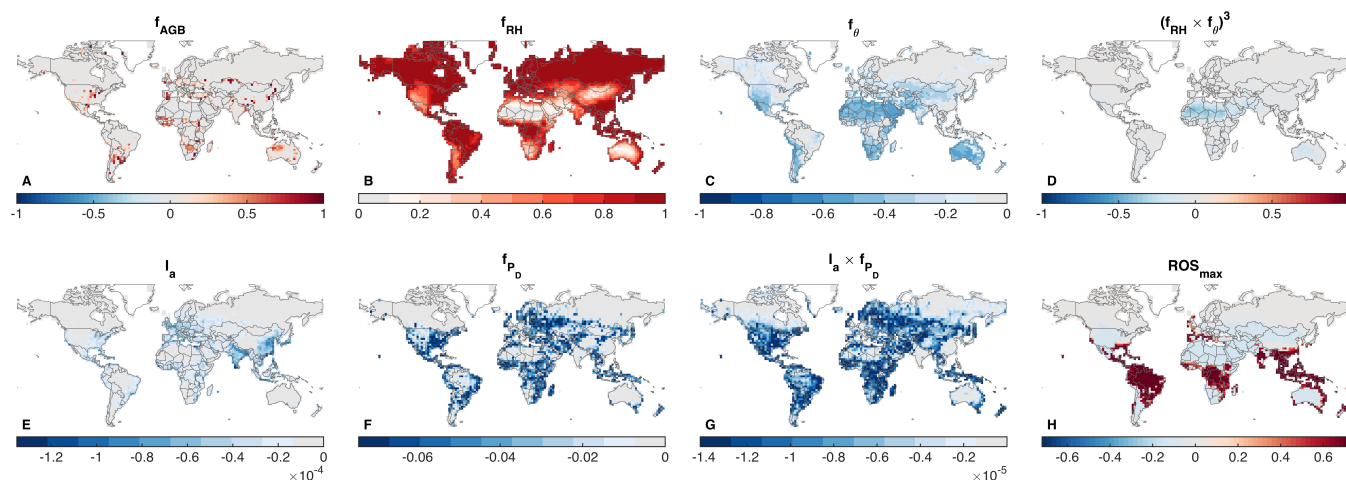 f_AGB
f_RH
f_θ
(f_RH × f_θ)³
A
B
C
D
-1 -0.5 0 0.5 1
0 0.2 0.4 0.6 0.8 1
-1 -0.8 -0.6 -0.4 -0.2 0
-1 -0.5 0 0.5
I_a
f_P_D
I_a × f_P_D
ROS_max
E
F
G
H
-1.2 -1 -0.8 -0.6 -0.4 -0.2 0
×10⁻⁴
-0.06 -0.04 -0.02 0
-1.4 -1.2 -1 -0.8 -0.6 -0.4 -0.2
×10⁻⁵
-0.6 -0.4 -0.2 0 0.2 0.4 0.6